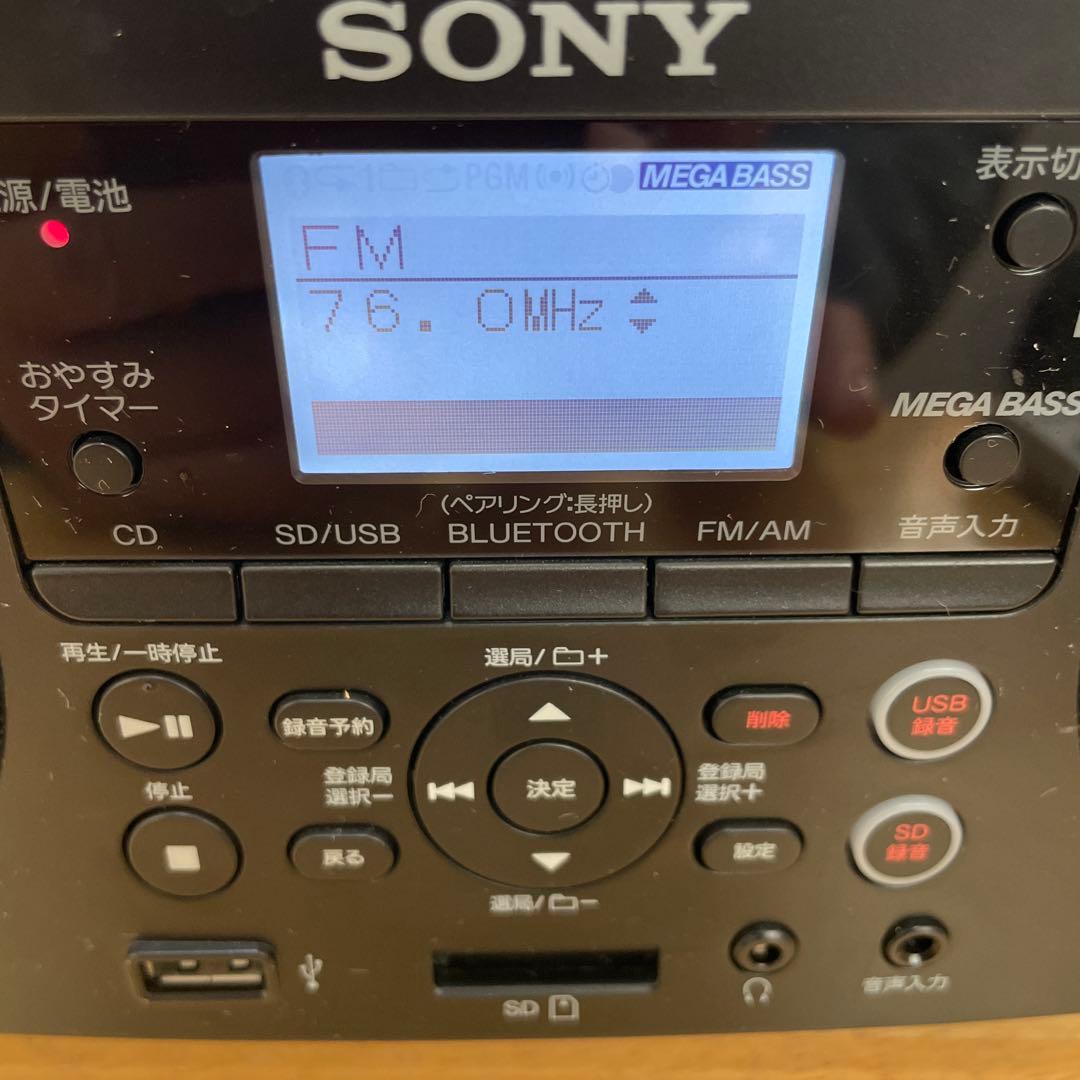 SONY
源/電池
表示切
PGM
MEGA BASS
FM
76.0MHz
おやすみ
タイマー
MEGA BASS
(ペアリング:長押し)
CD
SD/USB
BLUETOOTH
FM/AM
音声入力
再生/一時停止
選局/
+
録音予約
削除
USB
録音
登録局
選択ー
決定
登録局
選択+
停止
戻る
設定
SD
録音
選局/
−
SD
音声入力